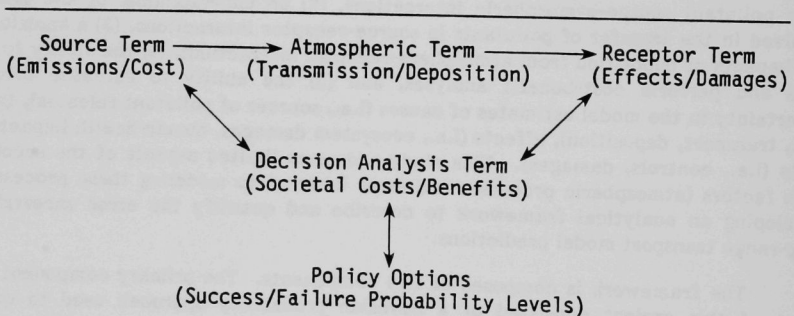 Source Term
Atmospheric Term
Receptor Term
(Emissions/Cost)
(Transmission/Deposition)
(Effects/Damages)
Decision Analysis Term
(Societal Costs/Benefits)
Policy Options
(Success/Failure Probability Levels)